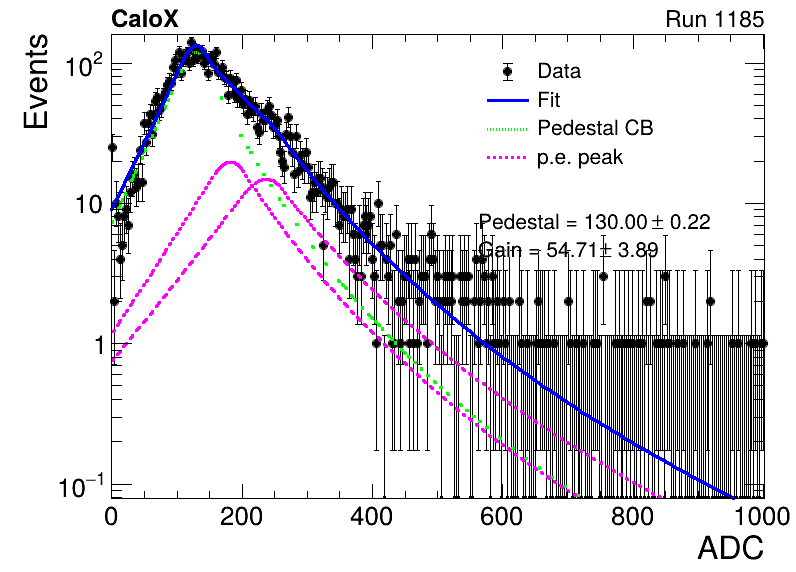 CaloX Run 1185
Events
10²
10
1
10⁻¹
Data
Fit
Pedestal CB
p.e. peak
Pedestal = 130.00 ± 0.22
Gain = 54.71 ± 3.89
0 200 400 600 800 1000
ADC